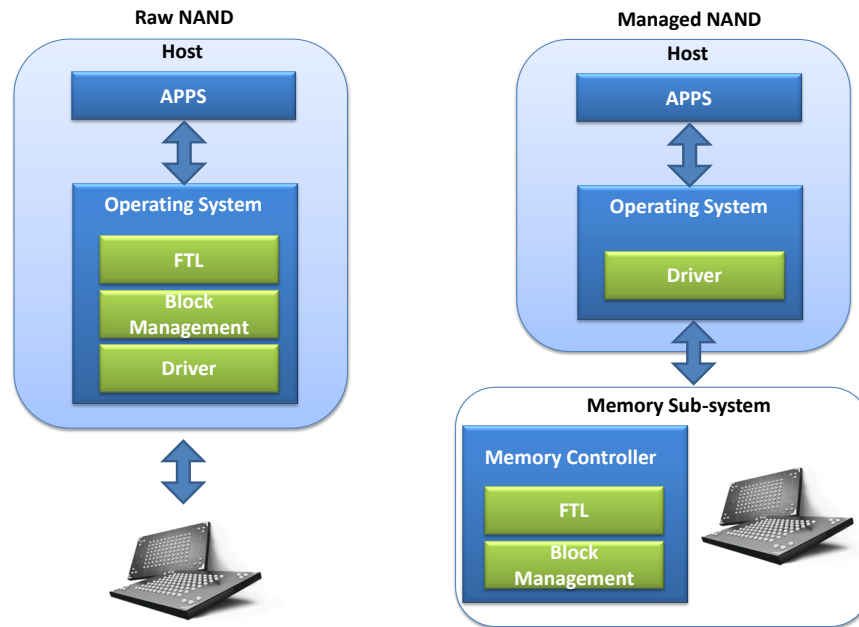 Raw NAND
Host
APPS
Operating System
FTL
Block
Management
Driver
Managed NAND
Host
APPS
Operating System
Driver
Memory Sub-system
Memory Controller
FTL
Block
Management